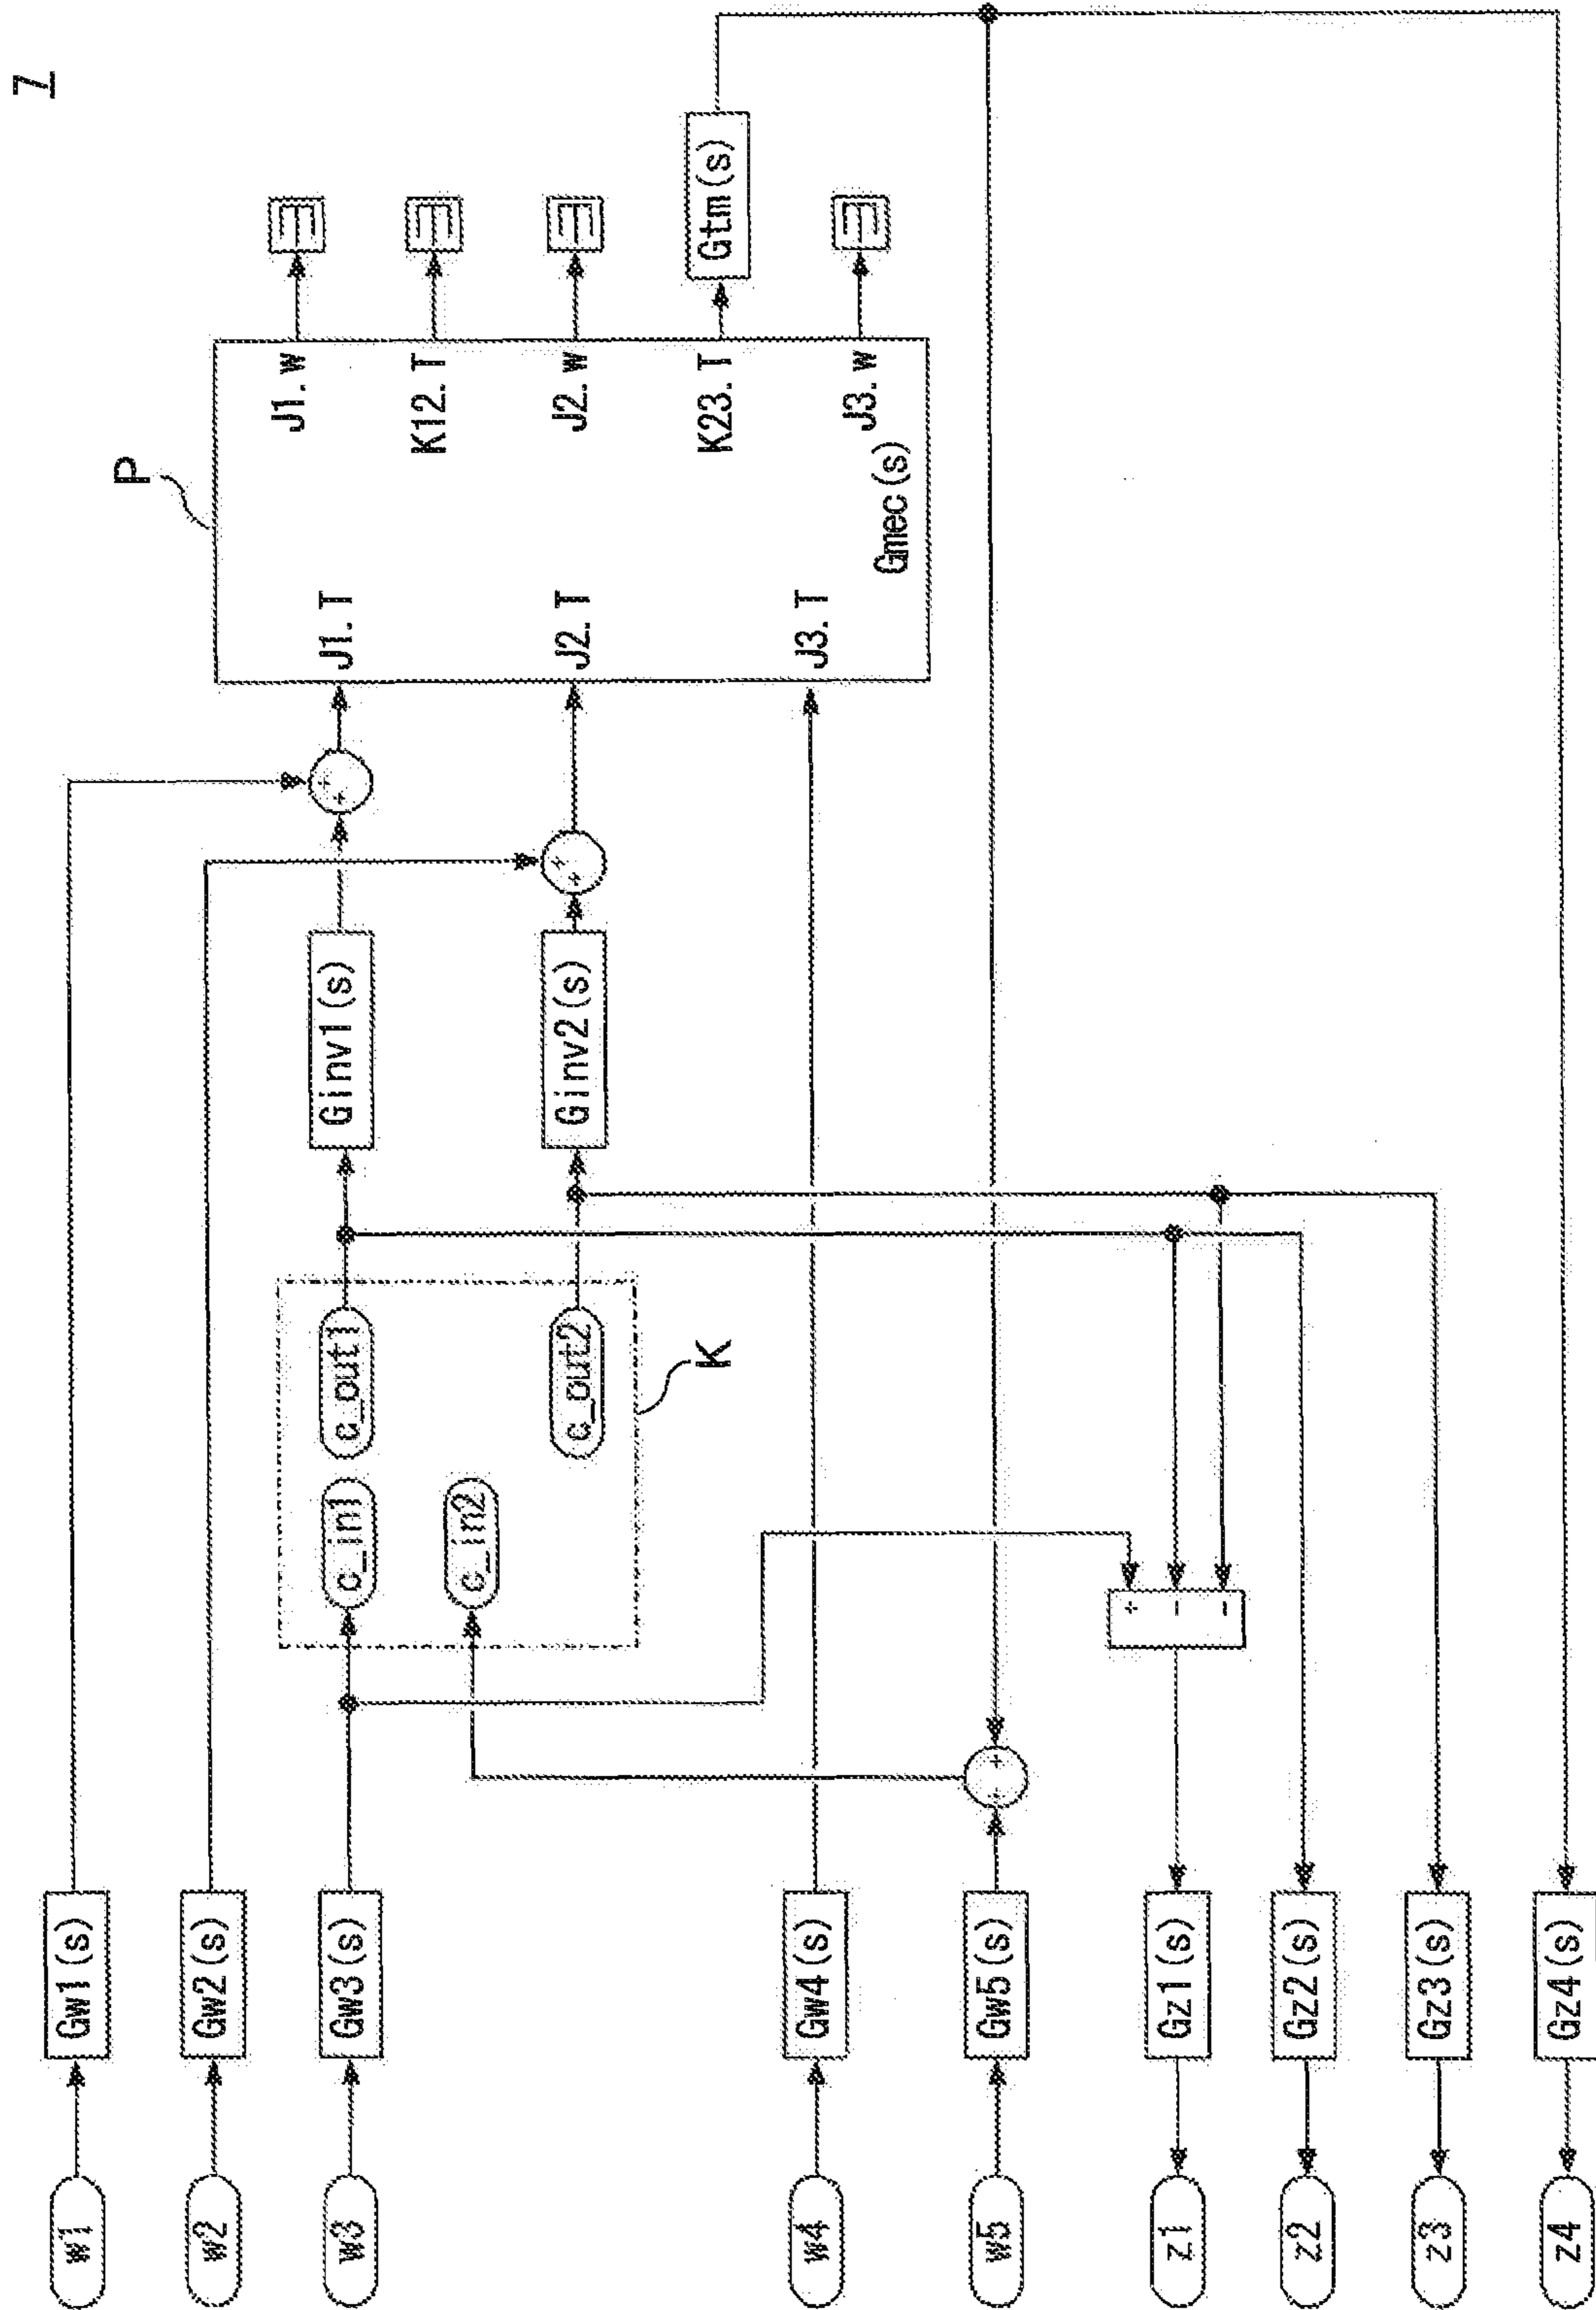 7
w1
Gw1(s)
w2
Gw2(s)
w3
Gw3(s)
w4
Gw4(s)
w5
Gw5(s)
z1
Gz1(s)
z2
Gz2(s)
z3
Gz3(s)
z4
Gz4(s)
c_in1
c_out1
c_in2
c_out2
K
Ginv1(s)
Ginv2(s)
+
+
+
+
+
+
+
-
-
P
J1.T
J2.T
J3.T
J1.w
K12.T
J2.w
K23.T
J3.w
Gmec(s)
Gtm(s)